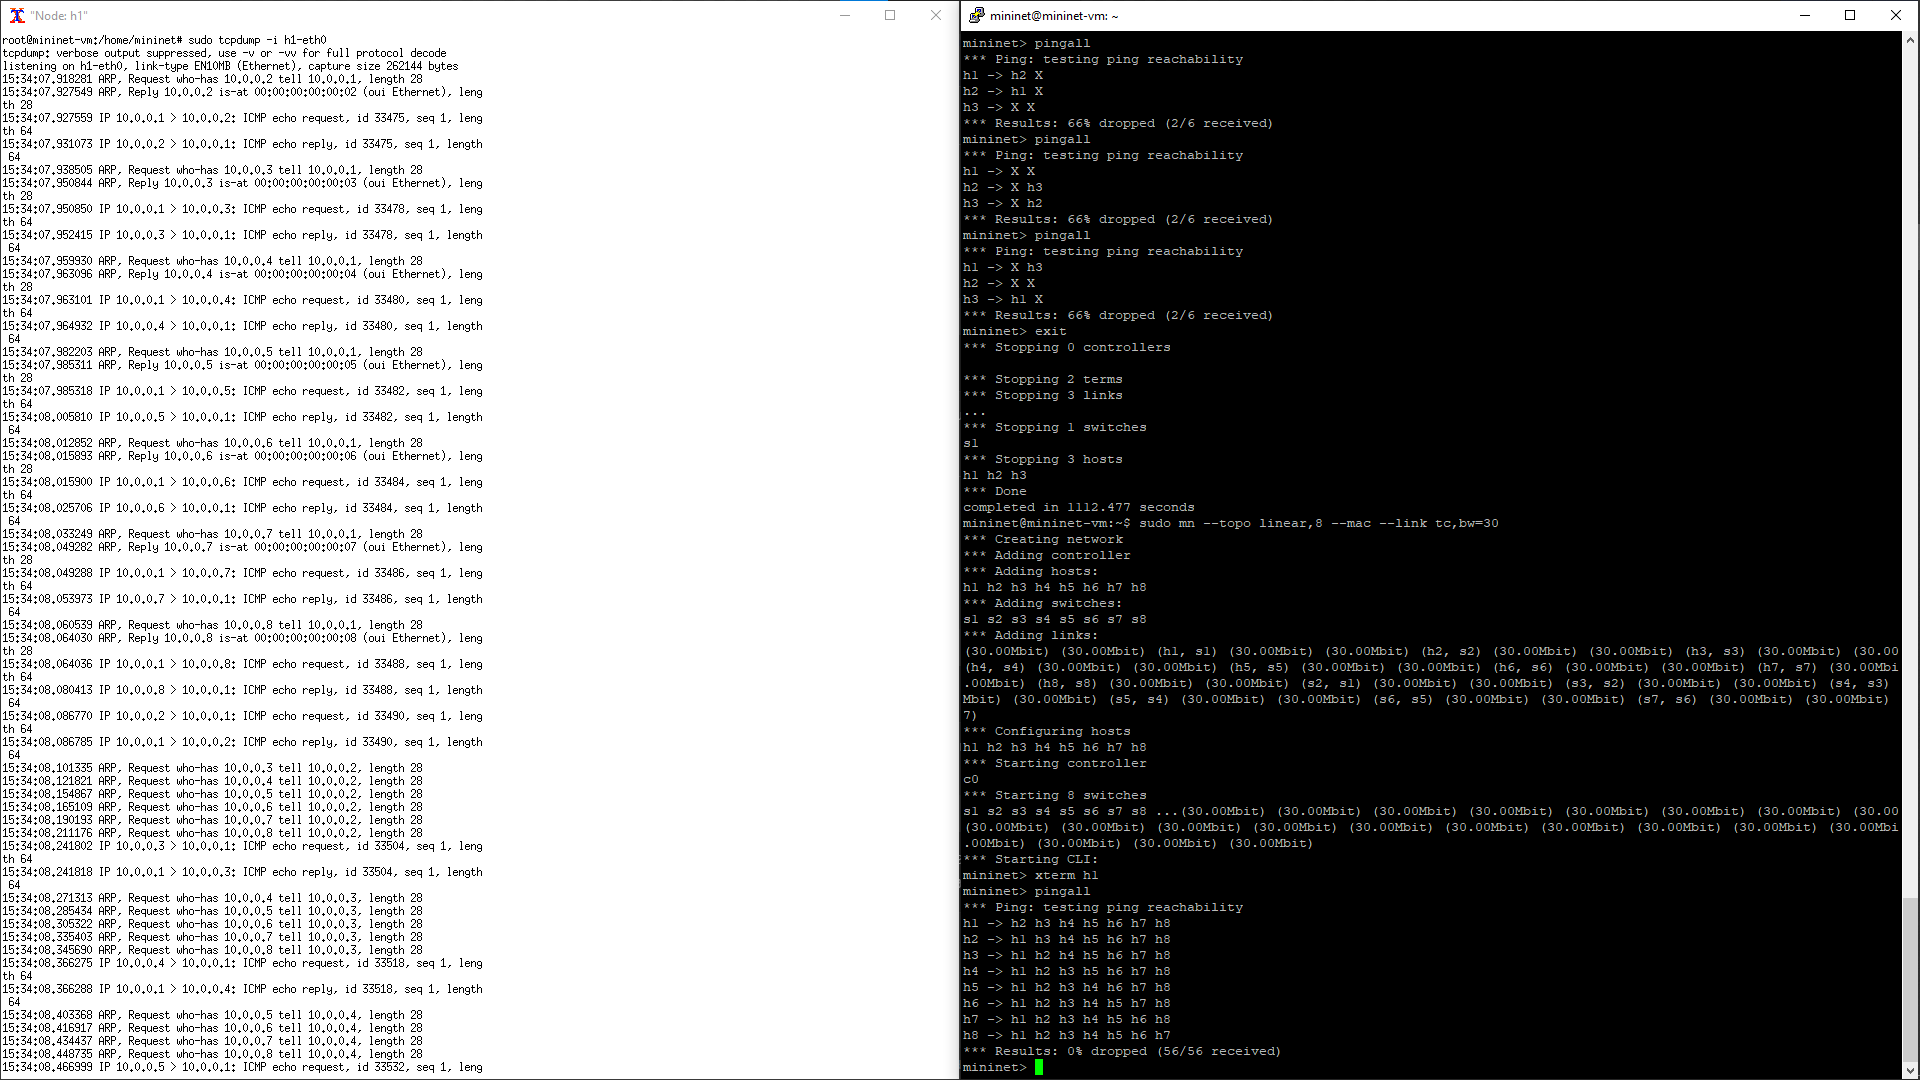 "Node: h1"
root@mininet-vm:/home/mininet# sudo tcpdump -i h1-eth0
tcpdump: verbose output suppressed, use -v or -vv for full protocol decode
listening on h1-eth0, link-type EN10MB (Ethernet), capture size 262144 bytes
15:34:07.918281 ARP, Request who-has 10.0.0.2 tell 10.0.0.1, length 28
15:34:07.927549 ARP, Reply 10.0.0.2 is-at 00:00:00:00:00:02 (oui Ethernet), leng
th 28
15:34:07.927559 IP 10.0.0.1 > 10.0.0.2: ICMP echo request, id 33475, seq 1, leng
th 64
15:34:07.931073 IP 10.0.0.2 > 10.0.0.1: ICMP echo reply, id 33475, seq 1, length
 64
15:34:07.938505 ARP, Request who-has 10.0.0.3 tell 10.0.0.1, length 28
15:34:07.950844 ARP, Reply 10.0.0.3 is-at 00:00:00:00:00:03 (oui Ethernet), leng
th 28
15:34:07.950850 IP 10.0.0.1 > 10.0.0.3: ICMP echo request, id 33478, seq 1, leng
th 64
15:34:07.952415 IP 10.0.0.3 > 10.0.0.1: ICMP echo reply, id 33478, seq 1, length
 64
15:34:07.959930 ARP, Request who-has 10.0.0.4 tell 10.0.0.1, length 28
15:34:07.963096 ARP, Reply 10.0.0.4 is-at 00:00:00:00:00:04 (oui Ethernet), leng
th 28
15:34:07.963101 IP 10.0.0.1 > 10.0.0.4: ICMP echo request, id 33480, seq 1, leng
th 64
15:34:07.964932 IP 10.0.0.4 > 10.0.0.1: ICMP echo reply, id 33480, seq 1, length
 64
15:34:07.982203 ARP, Request who-has 10.0.0.5 tell 10.0.0.1, length 28
15:34:07.985311 ARP, Reply 10.0.0.5 is-at 00:00:00:00:00:05 (oui Ethernet), leng
th 28
15:34:07.985318 IP 10.0.0.1 > 10.0.0.5: ICMP echo request, id 33482, seq 1, leng
th 64
15:34:08.005810 IP 10.0.0.5 > 10.0.0.1: ICMP echo reply, id 33482, seq 1, length
 64
15:34:08.012852 ARP, Request who-has 10.0.0.6 tell 10.0.0.1, length 28
15:34:08.015893 ARP, Reply 10.0.0.6 is-at 00:00:00:00:00:06 (oui Ethernet), leng
th 28
15:34:08.015900 IP 10.0.0.1 > 10.0.0.6: ICMP echo request, id 33484, seq 1, leng
th 64
15:34:08.025706 IP 10.0.0.6 > 10.0.0.1: ICMP echo reply, id 33484, seq 1, length
 64
15:34:08.033249 ARP, Request who-has 10.0.0.7 tell 10.0.0.1, length 28
15:34:08.049282 ARP, Reply 10.0.0.7 is-at 00:00:00:00:00:07 (oui Ethernet), leng
th 28
15:34:08.049288 IP 10.0.0.1 > 10.0.0.7: ICMP echo request, id 33486, seq 1, leng
th 64
15:34:08.053973 IP 10.0.0.7 > 10.0.0.1: ICMP echo reply, id 33486, seq 1, length
 64
15:34:08.060539 ARP, Request who-has 10.0.0.8 tell 10.0.0.1, length 28
15:34:08.064030 ARP, Reply 10.0.0.8 is-at 00:00:00:00:00:08 (oui Ethernet), leng
th 28
15:34:08.064036 IP 10.0.0.1 > 10.0.0.8: ICMP echo request, id 33488, seq 1, leng
th 64
15:34:08.080413 IP 10.0.0.8 > 10.0.0.1: ICMP echo reply, id 33488, seq 1, length
 64
15:34:08.086770 IP 10.0.0.2 > 10.0.0.1: ICMP echo request, id 33490, seq 1, leng
th 64
15:34:08.086785 IP 10.0.0.1 > 10.0.0.2: ICMP echo reply, id 33490, seq 1, length
 64
15:34:08.101335 ARP, Request who-has 10.0.0.3 tell 10.0.0.2, length 28
15:34:08.121821 ARP, Request who-has 10.0.0.4 tell 10.0.0.2, length 28
15:34:08.154867 ARP, Request who-has 10.0.0.5 tell 10.0.0.2, length 28
15:34:08.165109 ARP, Request who-has 10.0.0.6 tell 10.0.0.2, length 28
15:34:08.190193 ARP, Request who-has 10.0.0.7 tell 10.0.0.2, length 28
15:34:08.211176 ARP, Request who-has 10.0.0.8 tell 10.0.0.2, length 28
15:34:08.241802 IP 10.0.0.3 > 10.0.0.1: ICMP echo request, id 33504, seq 1, leng
th 64
15:34:08.241818 IP 10.0.0.1 > 10.0.0.3: ICMP echo reply, id 33504, seq 1, length
 64
15:34:08.271313 ARP, Request who-has 10.0.0.4 tell 10.0.0.3, length 28
15:34:08.285434 ARP, Request who-has 10.0.0.5 tell 10.0.0.3, length 28
15:34:08.305322 ARP, Request who-has 10.0.0.6 tell 10.0.0.3, length 28
15:34:08.335403 ARP, Request who-has 10.0.0.7 tell 10.0.0.3, length 28
15:34:08.345690 ARP, Request who-has 10.0.0.8 tell 10.0.0.3, length 28
15:34:08.366275 IP 10.0.0.4 > 10.0.0.1: ICMP echo request, id 33518, seq 1, leng
th 64
15:34:08.366288 IP 10.0.0.1 > 10.0.0.4: ICMP echo reply, id 33518, seq 1, length
 64
15:34:08.403368 ARP, Request who-has 10.0.0.5 tell 10.0.0.4, length 28
15:34:08.416917 ARP, Request who-has 10.0.0.6 tell 10.0.0.4, length 28
15:34:08.434437 ARP, Request who-has 10.0.0.7 tell 10.0.0.4, length 28
15:34:08.448735 ARP, Request who-has 10.0.0.8 tell 10.0.0.4, length 28
15:34:08.466999 IP 10.0.0.5 > 10.0.0.1: ICMP echo request, id 33532, seq 1, leng
mininet@mininet-vm: ~
mininet> pingall
*** Ping: testing ping reachability
h1 -> h2 X
h2 -> h1 X
h3 -> X X
*** Results: 66% dropped (2/6 received)
mininet> pingall
*** Ping: testing ping reachability
h1 -> X X
h2 -> X h3
h3 -> X h2
*** Results: 66% dropped (2/6 received)
mininet> pingall
*** Ping: testing ping reachability
h1 -> X h3
h2 -> X X
h3 -> h1 X
*** Results: 66% dropped (2/6 received)
mininet> exit
*** Stopping 0 controllers

*** Stopping 2 terms
*** Stopping 3 links
...
*** Stopping 1 switches
s1
*** Stopping 3 hosts
h1 h2 h3
*** Done
completed in 1112.477 seconds
mininet@mininet-vm:~$ sudo mn --topo linear,8 --mac --link tc,bw=30
*** Creating network
*** Adding controller
*** Adding hosts:
h1 h2 h3 h4 h5 h6 h7 h8
*** Adding switches:
s1 s2 s3 s4 s5 s6 s7 s8
*** Adding links:
(30.00Mbit) (30.00Mbit) (h1, s1) (30.00Mbit) (30.00Mbit) (h2, s2) (30.00Mbit) (30.00Mbit) (h3, s3) (30.00Mbit) (30.00
(h4, s4) (30.00Mbit) (30.00Mbit) (h5, s5) (30.00Mbit) (30.00Mbit) (h6, s6) (30.00Mbit) (30.00Mbit) (h7, s7) (30.00Mbi
.00Mbit) (h8, s8) (30.00Mbit) (30.00Mbit) (s2, s1) (30.00Mbit) (30.00Mbit) (s3, s2) (30.00Mbit) (30.00Mbit) (s4, s3)
Mbit) (30.00Mbit) (s5, s4) (30.00Mbit) (30.00Mbit) (s6, s5) (30.00Mbit) (30.00Mbit) (s7, s6) (30.00Mbit) (30.00Mbit)
7)
*** Configuring hosts
h1 h2 h3 h4 h5 h6 h7 h8
*** Starting controller
c0
*** Starting 8 switches
s1 s2 s3 s4 s5 s6 s7 s8 ...(30.00Mbit) (30.00Mbit) (30.00Mbit) (30.00Mbit) (30.00Mbit) (30.00Mbit) (30.00Mbit) (30.00
(30.00Mbit) (30.00Mbit) (30.00Mbit) (30.00Mbit) (30.00Mbit) (30.00Mbit) (30.00Mbit) (30.00Mbit) (30.00Mbit) (30.00Mbi
.00Mbit) (30.00Mbit) (30.00Mbit) (30.00Mbit)
*** Starting CLI:
mininet> xterm h1
mininet> pingall
*** Ping: testing ping reachability
h1 -> h2 h3 h4 h5 h6 h7 h8
h2 -> h1 h3 h4 h5 h6 h7 h8
h3 -> h1 h2 h4 h5 h6 h7 h8
h4 -> h1 h2 h3 h5 h6 h7 h8
h5 -> h1 h2 h3 h4 h6 h7 h8
h6 -> h1 h2 h3 h4 h5 h7 h8
h7 -> h1 h2 h3 h4 h5 h6 h8
h8 -> h1 h2 h3 h4 h5 h6 h7
*** Results: 0% dropped (56/56 received)
mininet>